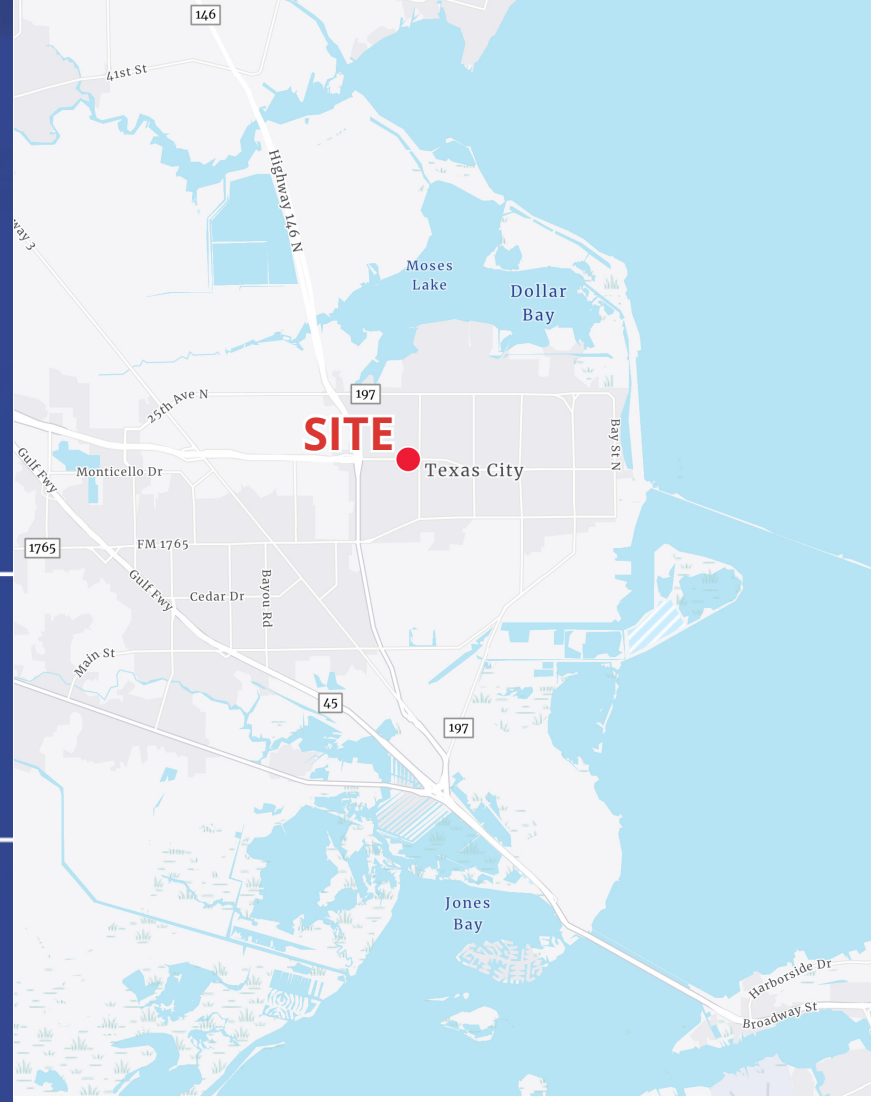 146
41st St
Highway 146 N
way 3
Moses
Lake
Dollar
Bay
197
25th Ave N
SITE
Bay St N
Texas City
Gulf Fwy
Monticello Dr
1765
FM 1765
Gulf Fwy
Cedar Dr
Bayou Rd
Main St
45
197
Jones
Bay
Harborside Dr
Broadway St